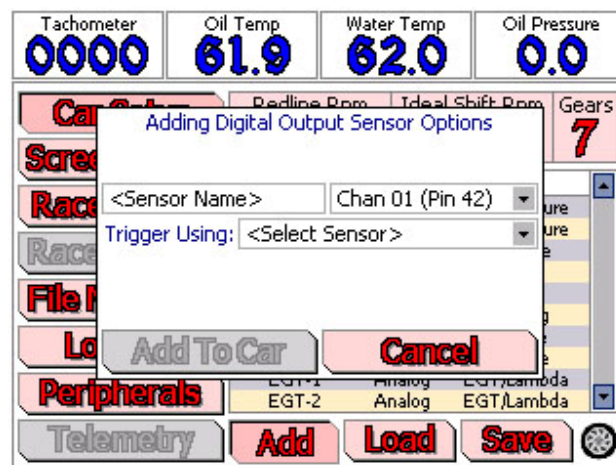 Tachometer Oil Temp Water Temp Oil Pressure
0000 61.9 62.0 0.0
Redline Rpm Ideal Shift Rpm Gears
7
Adding Digital Output Sensor Options
<Sensor Name> Chan 01 (Pin 42)
Trigger Using: <Select Sensor>
Add To Car Cancel
EGT-1 Analog EGT/Lambda
Peripherals
EGT-2 Analog EGT/Lambda
Telemetry Add Load Save